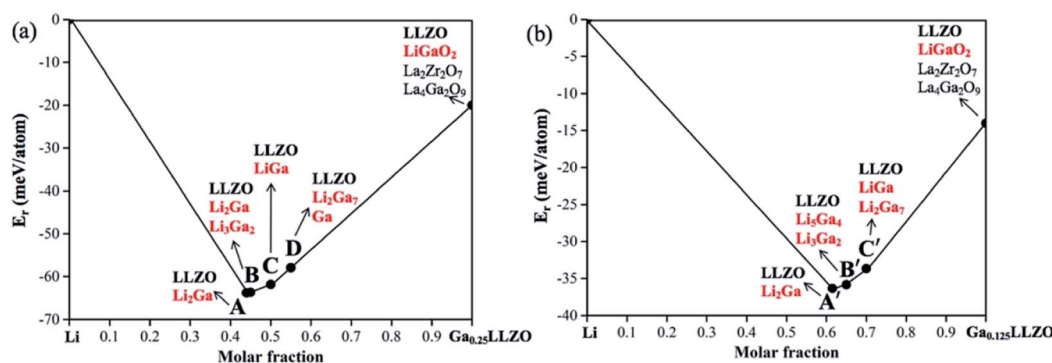 (a)
0
-10
-20
-30
-40
-50
-60
-70
E_r (meV/atom)
LLZO
LiGaO₂
La₂Zr₂O₇
La₄Ga₂O₉
LLZO
LiGa
LLZO
Li₂Ga
Li₃Ga₂
LLZO
Li₂Ga₇
Ga
LLZO
Li₂Ga
A
B
C
D
Li 0.1 0.2 0.3 0.4 0.5 0.6 0.7 0.8 0.9 Ga₀.₂₅LLZO
Molar fraction
(b)
0
-5
-10
-15
-20
-25
-30
-35
-40
E_r (meV/atom)
LLZO
LiGaO₂
La₂Zr₂O₇
La₄Ga₂O₉
LLZO
LiGa
Li₂Ga₇
LLZO
Li₅Ga₄
Li₃Ga₂
LLZO
Li₂Ga
A′
B′
C′
Li 0.1 0.2 0.3 0.4 0.5 0.6 0.7 0.8 0.9 Ga₀.₁₂₅LLZO
Molar fraction